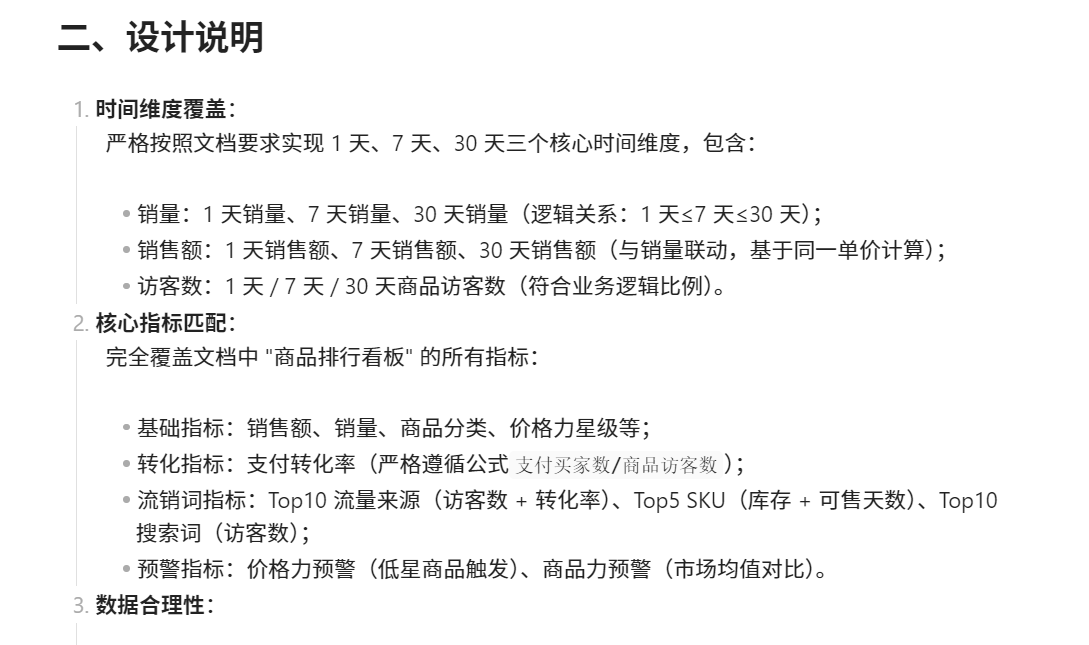 二、设计说明
1. 时间维度覆盖：
严格按照文档要求实现 1 天、7 天、30 天三个核心时间维度，包含：
• 销量：1 天销量、7 天销量、30 天销量（逻辑关系：1 天≤7 天≤30 天）；
• 销售额：1 天销售额、7 天销售额、30 天销售额（与销量联动，基于同一单价计算）；
• 访客数：1 天 / 7 天 / 30 天商品访客数（符合业务逻辑比例）。
2. 核心指标匹配：
完全覆盖文档中 "商品排行看板" 的所有指标：
• 基础指标：销售额、销量、商品分类、价格力星级等；
• 转化指标：支付转化率（严格遵循公式 支付买家数/商品访客数 ）；
• 流销词指标：Top10 流量来源（访客数 + 转化率）、Top5 SKU（库存 + 可售天数）、Top10
搜索词（访客数）；
• 预警指标：价格力预警（低星商品触发）、商品力预警（市场均值对比）。
3. 数据合理性：